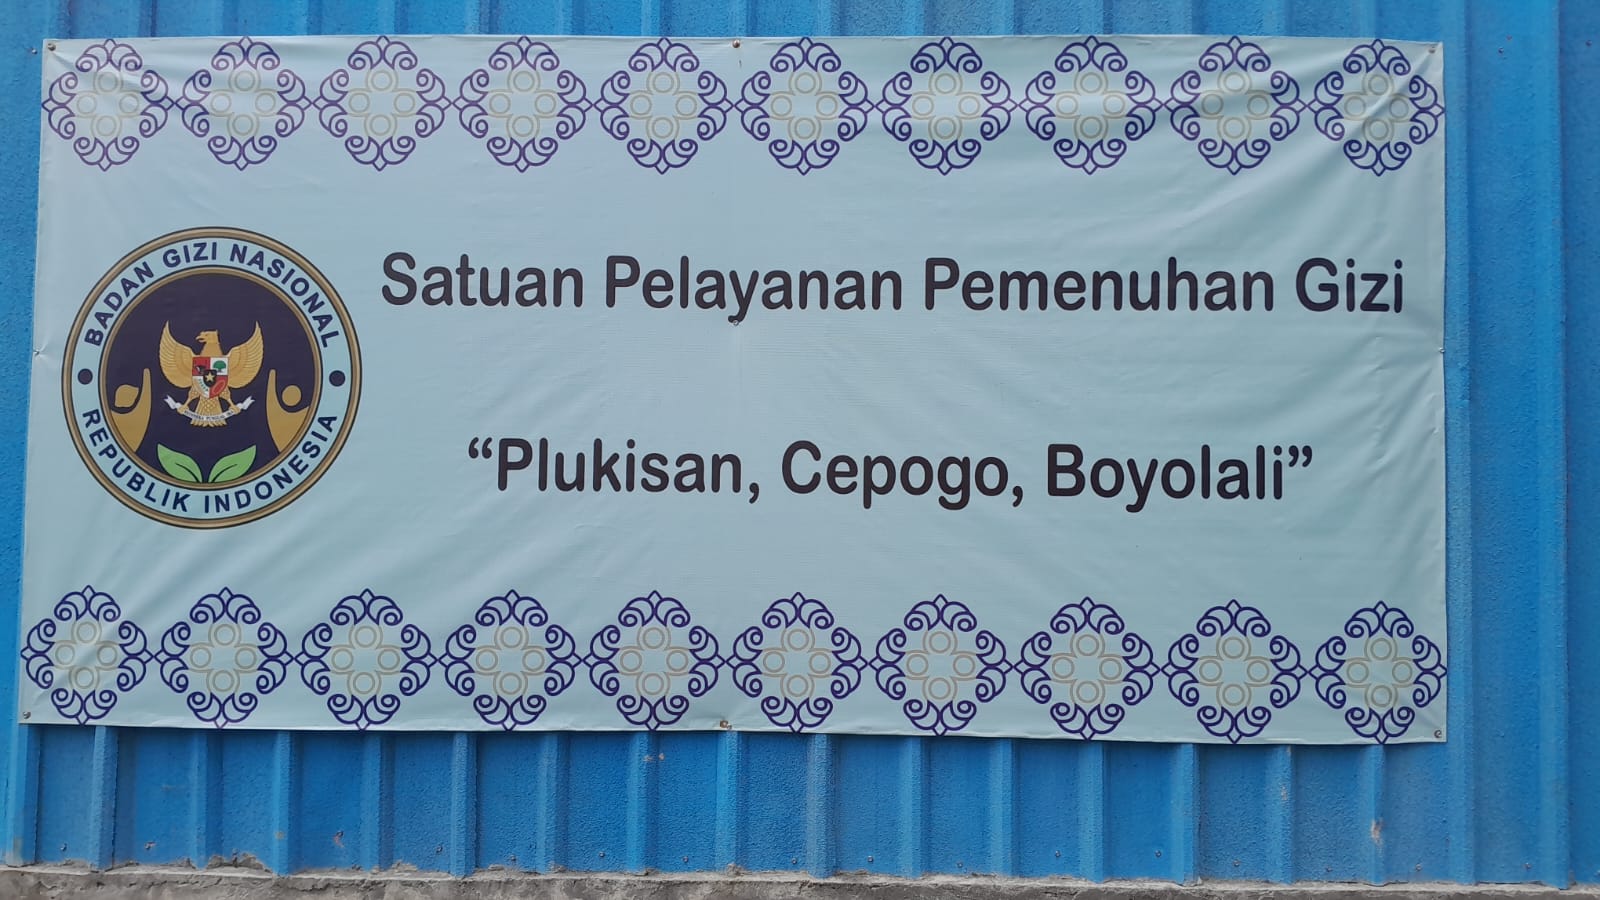 BADAN GIZI NASIONAL
REPUBLIK INDONESIA
Satuan Pelayanan Pemenuhan Gizi
“Plukisan, Cepogo, Boyolali”